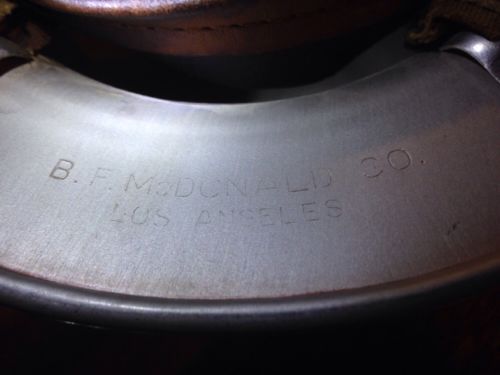 B. F. McDONALD CO.
LOS ANGELES